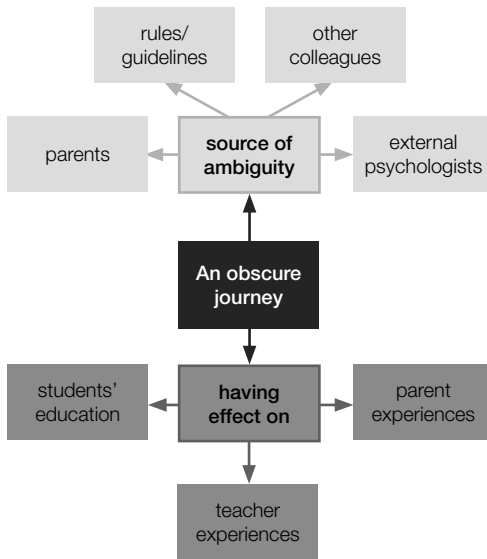 rules/
guidelines
other
colleagues
parents
source of
ambiguity
external
psychologists
An obscure
journey
students’
education
having
effect on
parent
experiences
teacher
experiences